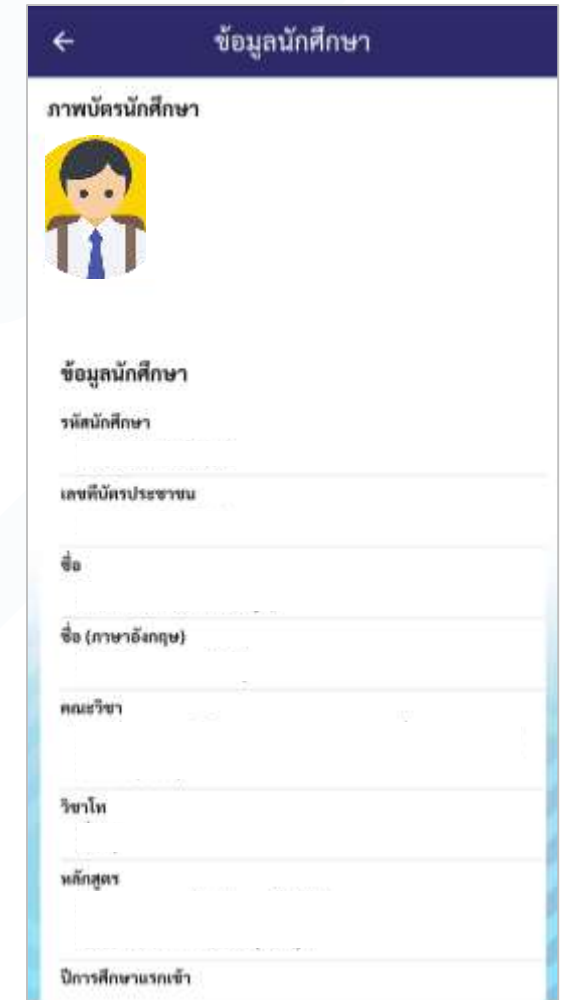 ข้อมูลนักศึกษา
ภาพบัตรนักศึกษา
ข้อมูลนักศึกษา
รหัสนักศึกษา
เลขที่บัตรประชาชน
ชื่อ
ชื่อ (ภาษาอังกฤษ)
คณะวิชา
วิชาโท
หลักสูตร
ปีการศึกษาแรกเข้า